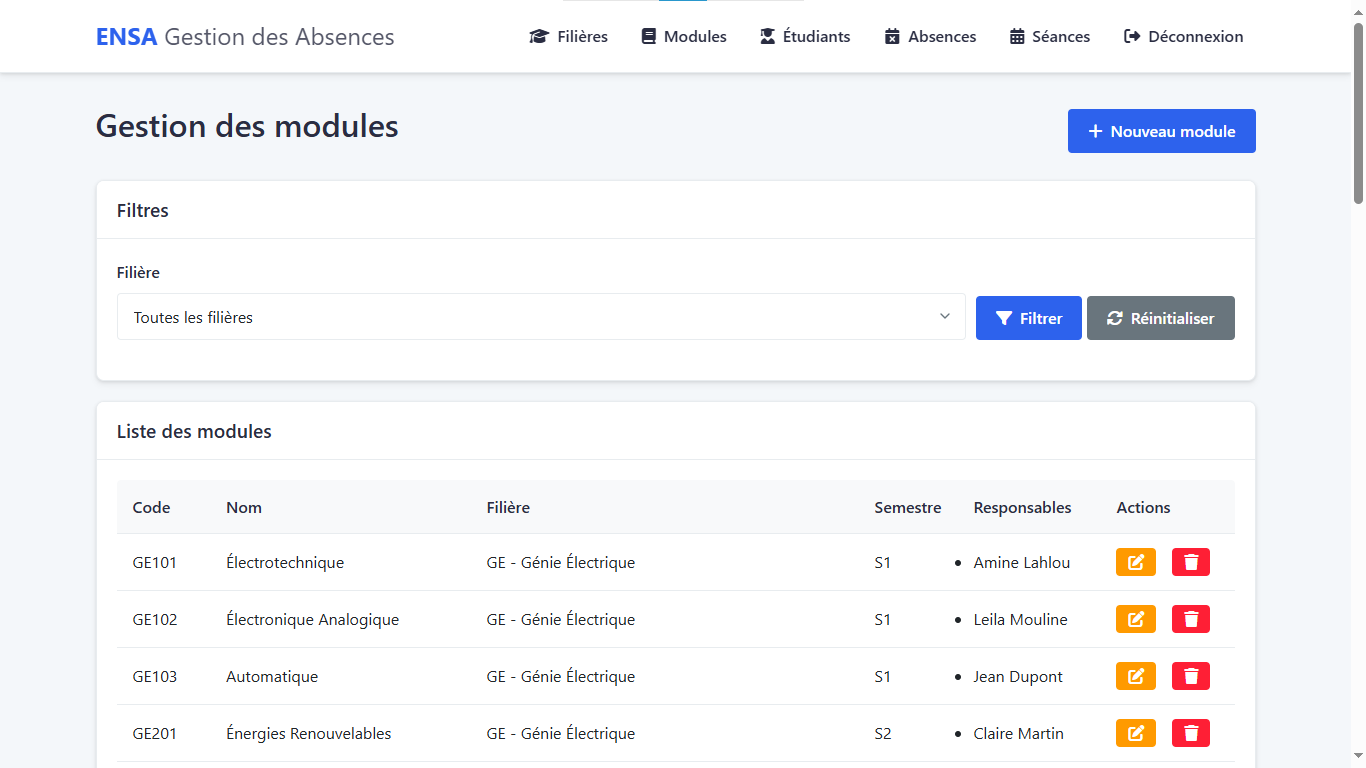 ENSA Gestion des Absences Filières Modules Étudiants Absences Séances Déconnexion
Gestion des modules
Nouveau module
Filtres
Filière
Toutes les filières Filtrer Réinitialiser
Liste des modules
Code Nom Filière Semestre Responsables Actions
GE101 Électrotechnique GE - Génie Électrique S1 • Amine Lahlou
GE102 Électronique Analogique GE - Génie Électrique S1 • Leila Mouline
GE103 Automatique GE - Génie Électrique S1 • Jean Dupont
GE201 Énergies Renouvelables GE - Génie Électrique S2 • Claire Martin